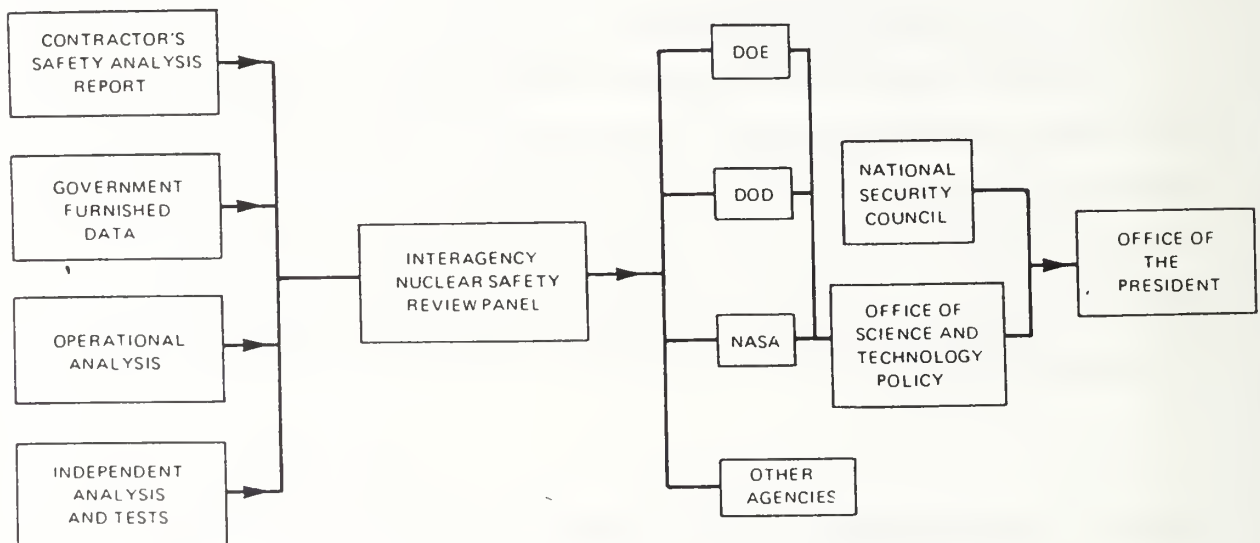 CONTRACTOR'S
SAFETY ANALYSIS
REPORT
GOVERNMENT
FURNISHED
DATA
OPERATIONAL
ANALYSIS
INDEPENDENT
ANALYSIS
AND TESTS
INTERAGENCY
NUCLEAR SAFETY
REVIEW PANEL
DOE
DOD
NASA
OTHER
AGENCIES
NATIONAL
SECURITY
COUNCIL
OFFICE OF
SCIENCE AND
TECHNOLOGY
POLICY
OFFICE OF
THE
PRESIDENT